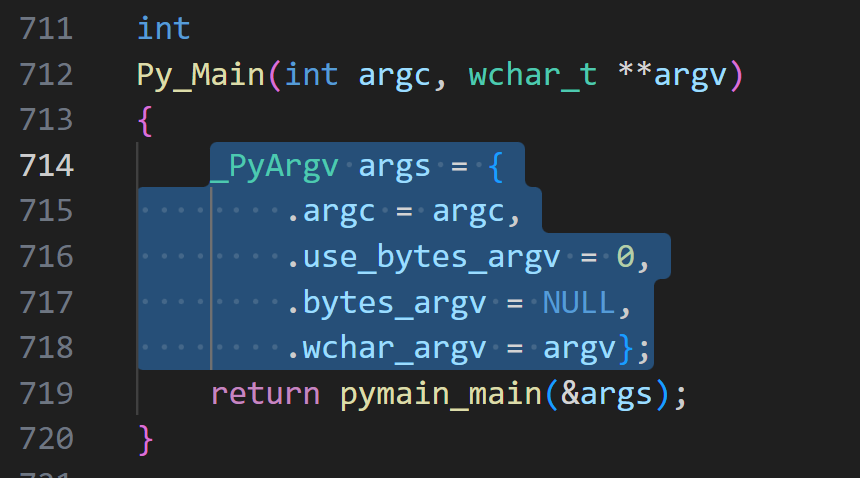 711 int
712 Py_Main(int argc, wchar_t **argv)
713 {
714     _PyArgv args = {
715         .argc = argc,
716         .use_bytes_argv = 0,
717         .bytes_argv = NULL,
718         .wchar_argv = argv};
719     return pymain_main(&args);
720 }